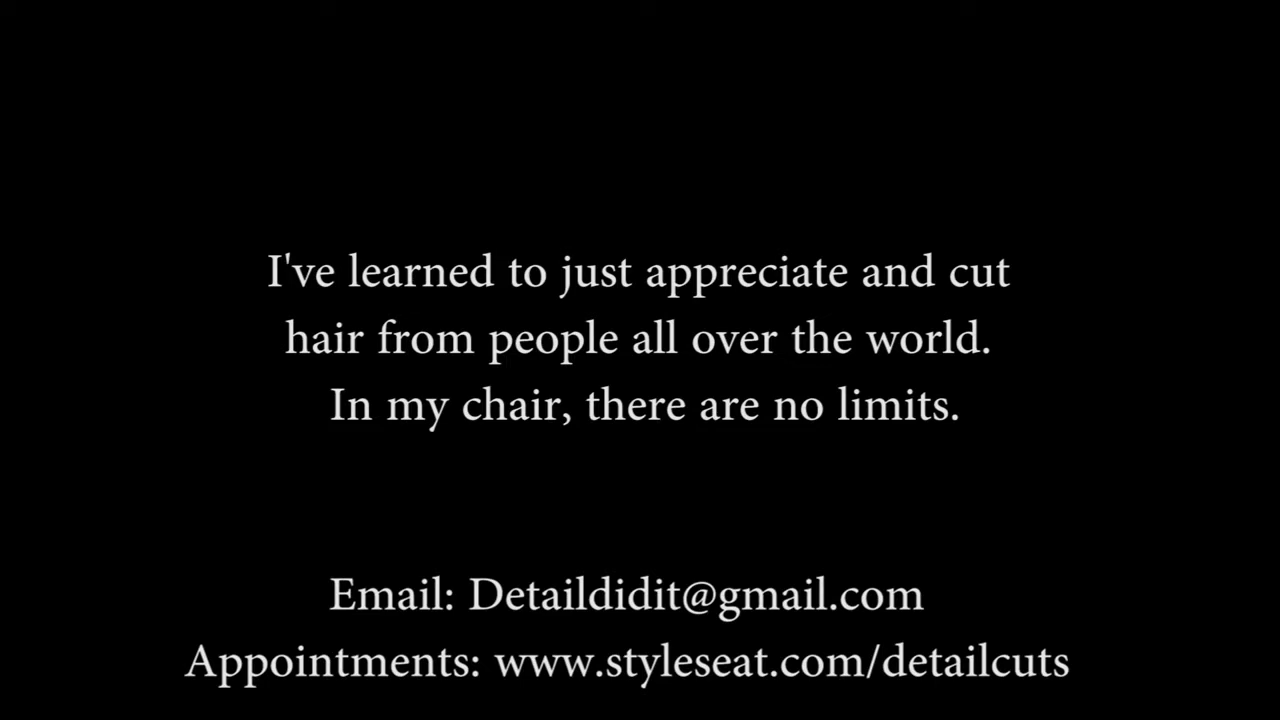 I've learned to just appreciate and cut
hair from people all over the world.
In my chair, there are no limits.
Email: Detaildidit@gmail.com
Appointments: www.styleseat.com/detailcuts